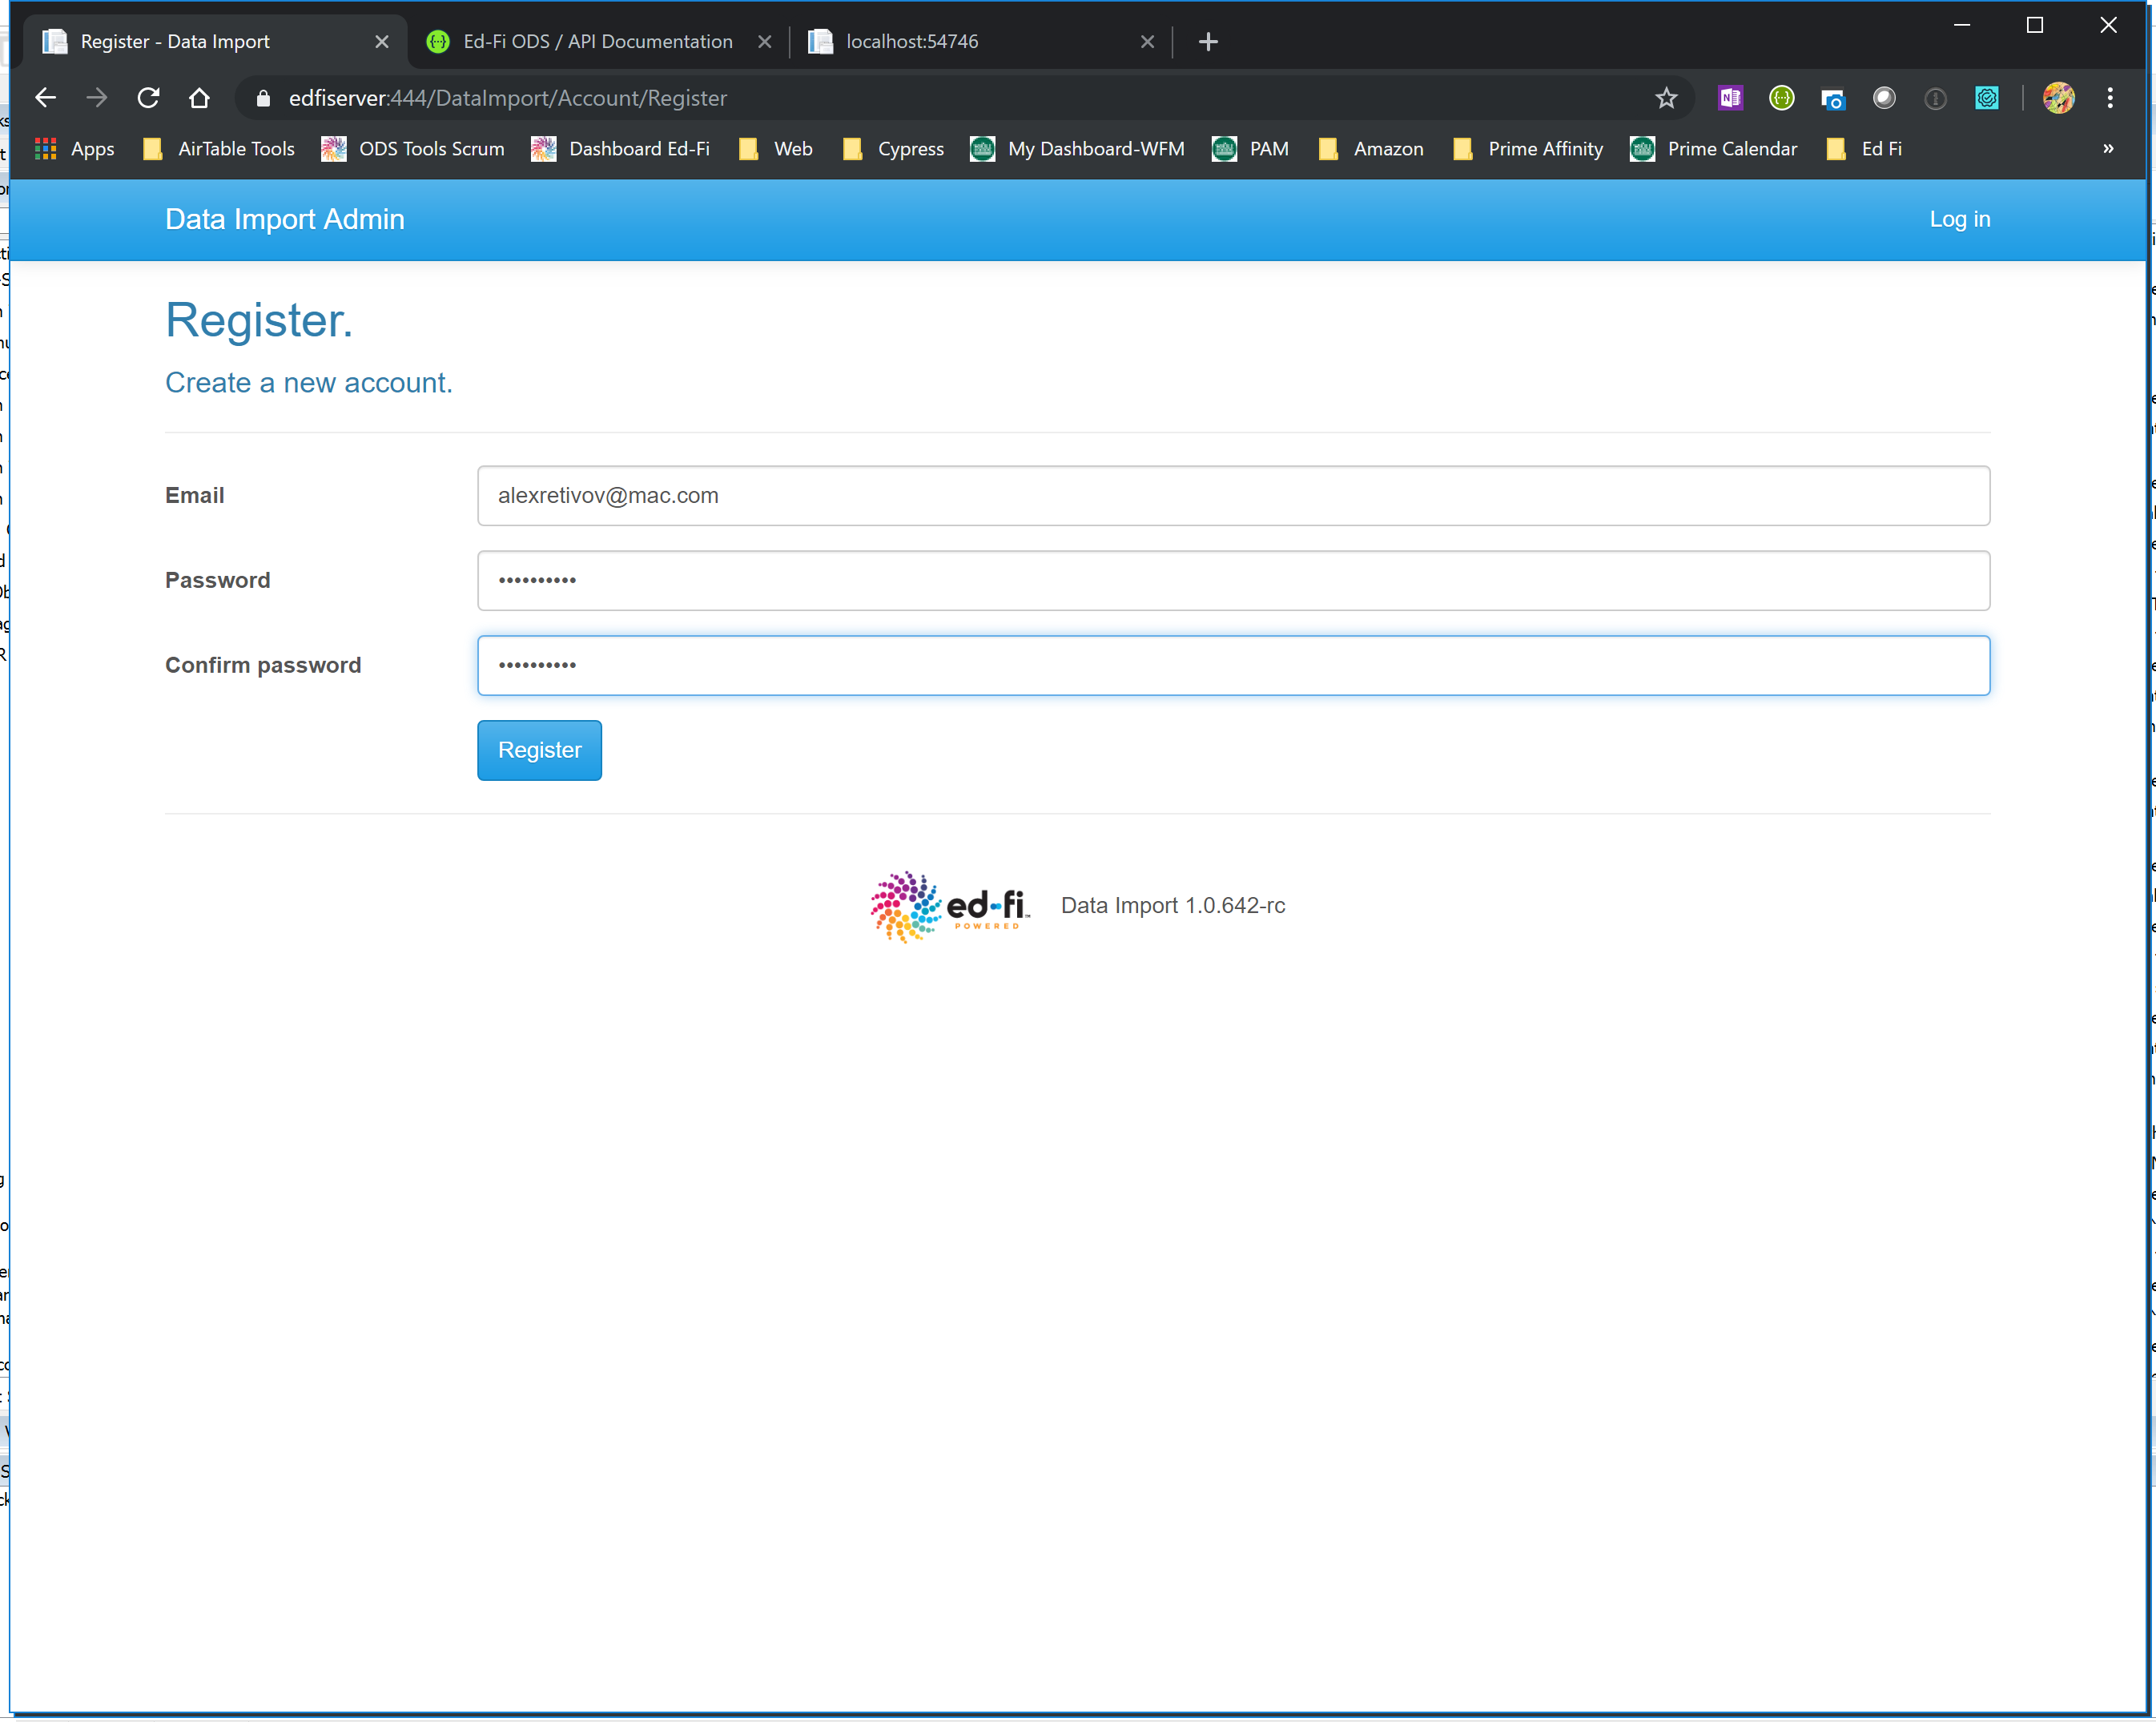 Register - Data Import
Ed-Fi ODS / API Documentation
localhost:54746
edfiserver:444/DataImport/Account/Register
Apps AirTable Tools ODS Tools Scrum Dashboard Ed-Fi Web Cypress My Dashboard-WFM PAM Amazon Prime Affinity Prime Calendar Ed Fi »
Data Import Admin Log in
Register.
Create a new account.
Email alexretivov@mac.com
Password ••••••••••
Confirm password ••••••••••
Register
ed-fi™
POWERED
Data Import 1.0.642-rc